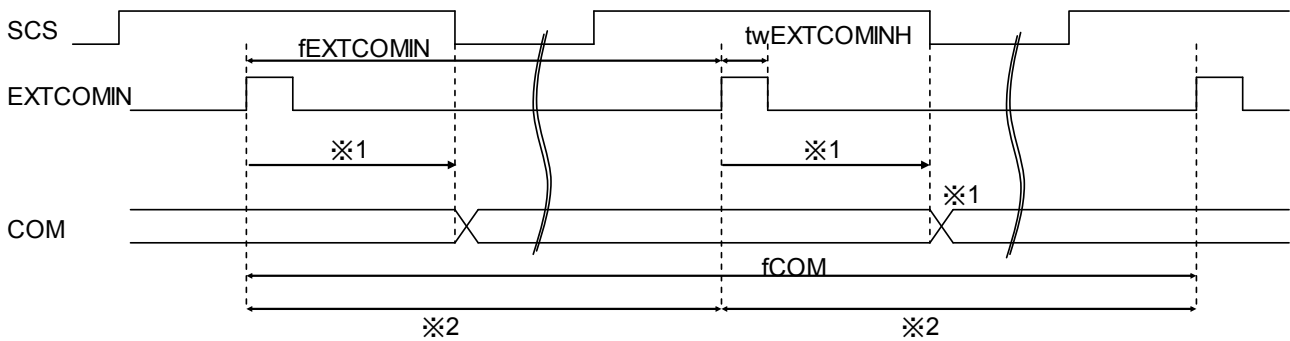 SCS
fEXTCOMIN
twEXTCOMINH
EXTCOMIN
※1
※1
※1
COM
fCOM
※2
※2